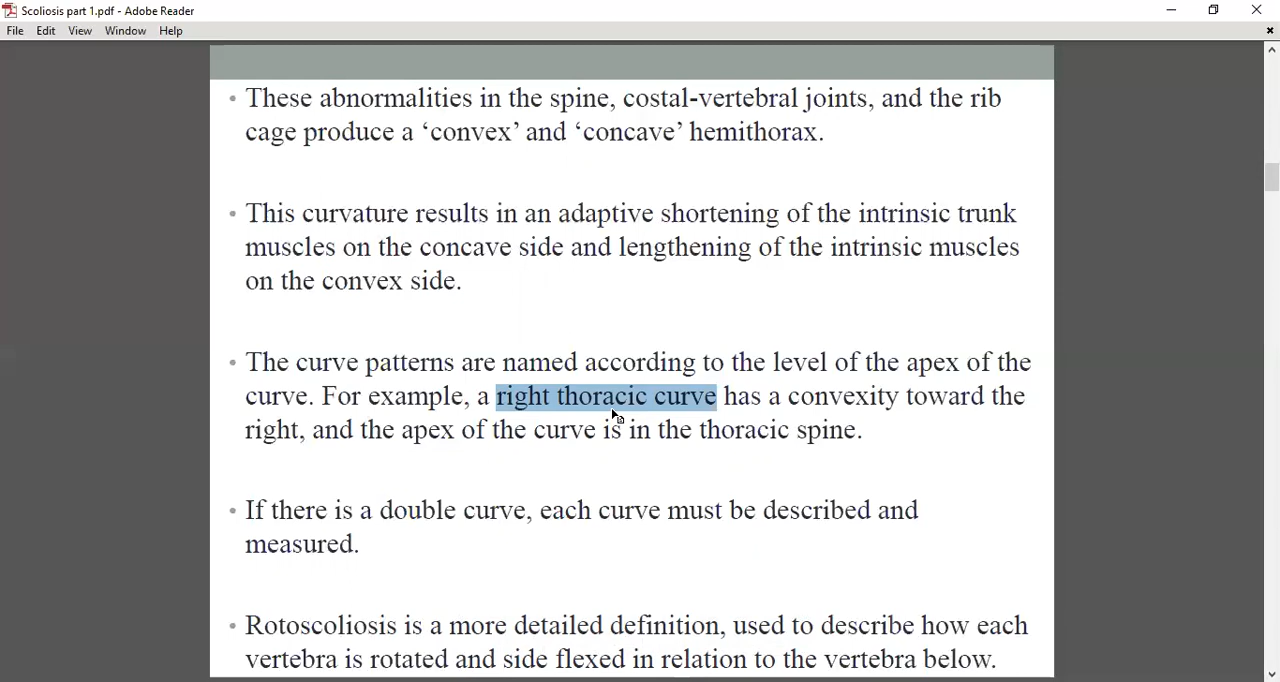 Scoliosis part 1.pdf - Adobe Reader
File Edit View Window Help
• These abnormalities in the spine, costal-vertebral joints, and the rib
cage produce a ‘convex’ and ‘concave’ hemithorax.
• This curvature results in an adaptive shortening of the intrinsic trunk
muscles on the concave side and lengthening of the intrinsic muscles
on the convex side.
• The curve patterns are named according to the level of the apex of the
curve. For example, a right thoracic curve has a convexity toward the
right, and the apex of the curve is in the thoracic spine.
• If there is a double curve, each curve must be described and
measured.
• Rotoscoliosis is a more detailed definition, used to describe how each
vertebra is rotated and side flexed in relation to the vertebra below.